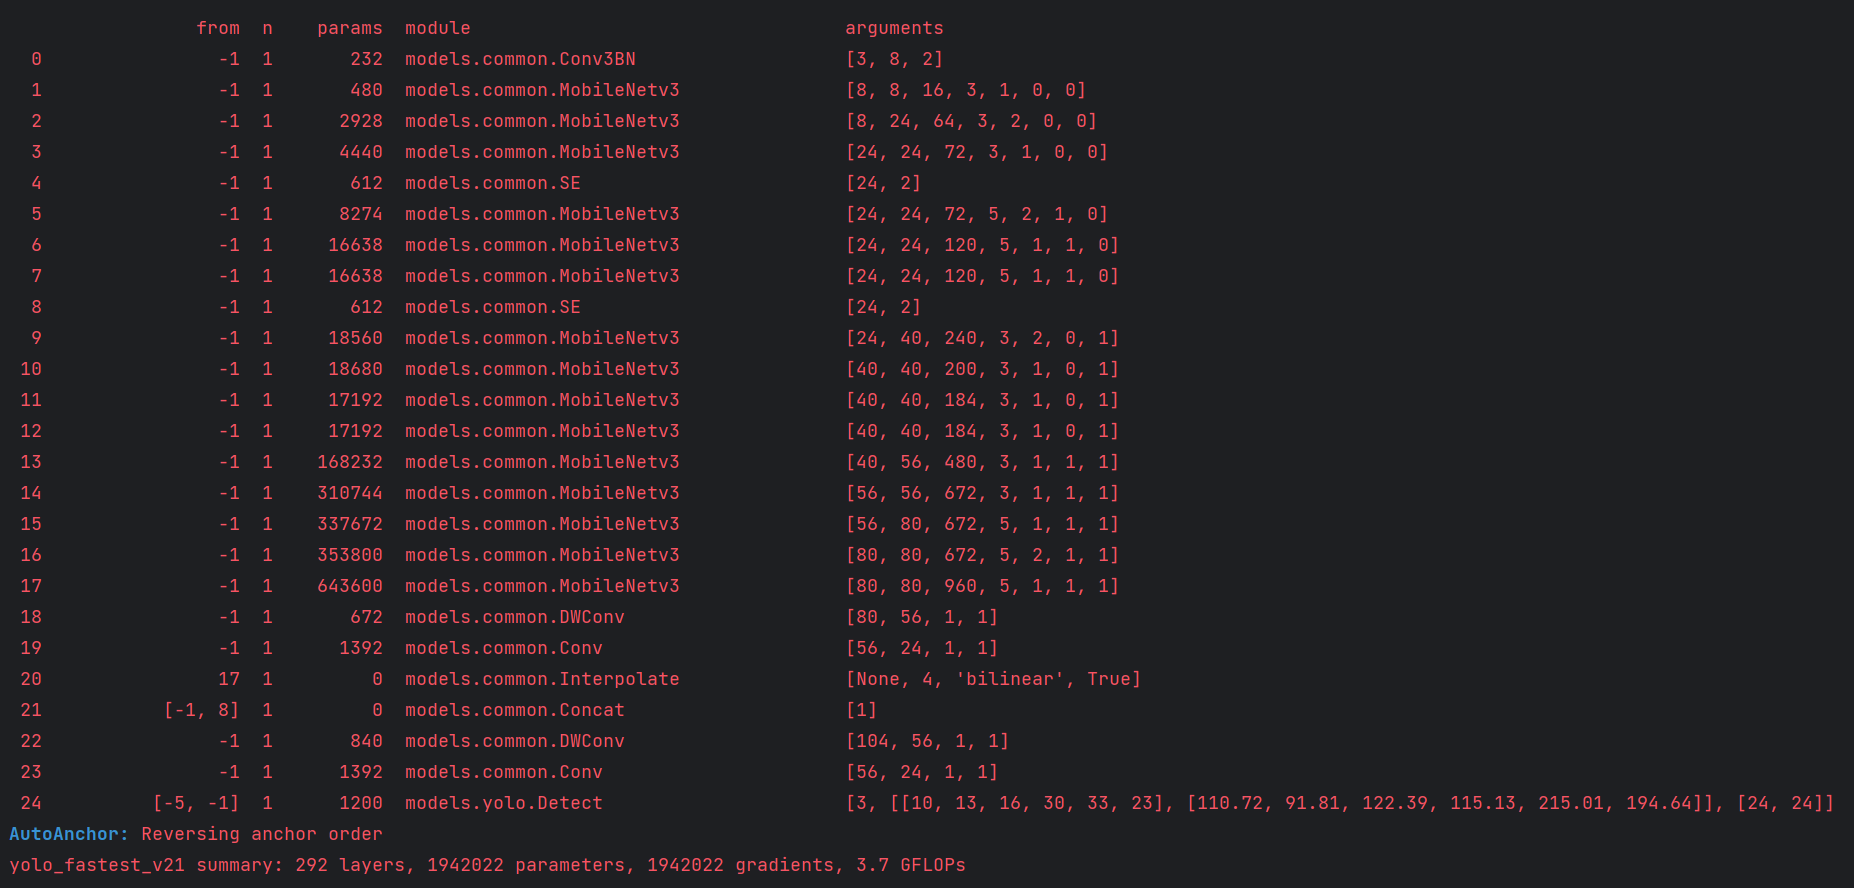 from n params module arguments
0 -1 1 232 models.common.Conv3BN [3, 8, 2]
1 -1 1 480 models.common.MobileNetv3 [8, 8, 16, 3, 1, 0, 0]
2 -1 1 2928 models.common.MobileNetv3 [8, 24, 64, 3, 2, 0, 0]
3 -1 1 4440 models.common.MobileNetv3 [24, 24, 72, 3, 1, 0, 0]
4 -1 1 612 models.common.SE [24, 2]
5 -1 1 8274 models.common.MobileNetv3 [24, 24, 72, 5, 2, 1, 0]
6 -1 1 16638 models.common.MobileNetv3 [24, 24, 120, 5, 1, 1, 0]
7 -1 1 16638 models.common.MobileNetv3 [24, 24, 120, 5, 1, 1, 0]
8 -1 1 612 models.common.SE [24, 2]
9 -1 1 18560 models.common.MobileNetv3 [24, 40, 240, 3, 2, 0, 1]
10 -1 1 18680 models.common.MobileNetv3 [40, 40, 200, 3, 1, 0, 1]
11 -1 1 17192 models.common.MobileNetv3 [40, 40, 184, 3, 1, 0, 1]
12 -1 1 17192 models.common.MobileNetv3 [40, 40, 184, 3, 1, 0, 1]
13 -1 1 168232 models.common.MobileNetv3 [40, 56, 480, 3, 1, 1, 1]
14 -1 1 310744 models.common.MobileNetv3 [56, 56, 672, 3, 1, 1, 1]
15 -1 1 337672 models.common.MobileNetv3 [56, 80, 672, 5, 1, 1, 1]
16 -1 1 353800 models.common.MobileNetv3 [80, 80, 672, 5, 2, 1, 1]
17 -1 1 643600 models.common.MobileNetv3 [80, 80, 960, 5, 1, 1, 1]
18 -1 1 672 models.common.DWConv [80, 56, 1, 1]
19 -1 1 1392 models.common.Conv [56, 24, 1, 1]
20 17 1 0 models.common.Interpolate [None, 4, 'bilinear', True]
21 [-1, 8] 1 0 models.common.Concat [1]
22 -1 1 840 models.common.DWConv [104, 56, 1, 1]
23 -1 1 1392 models.common.Conv [56, 24, 1, 1]
24 [-5, -1] 1 1200 models.yolo.Detect [3, [[10, 13, 16, 30, 33, 23], [110.72, 91.81, 122.39, 115.13, 215.01, 194.64]], [24, 24]]
AutoAnchor: Reversing anchor order
yolo_fastest_v21 summary: 292 layers, 1942022 parameters, 1942022 gradients, 3.7 GFLOPs